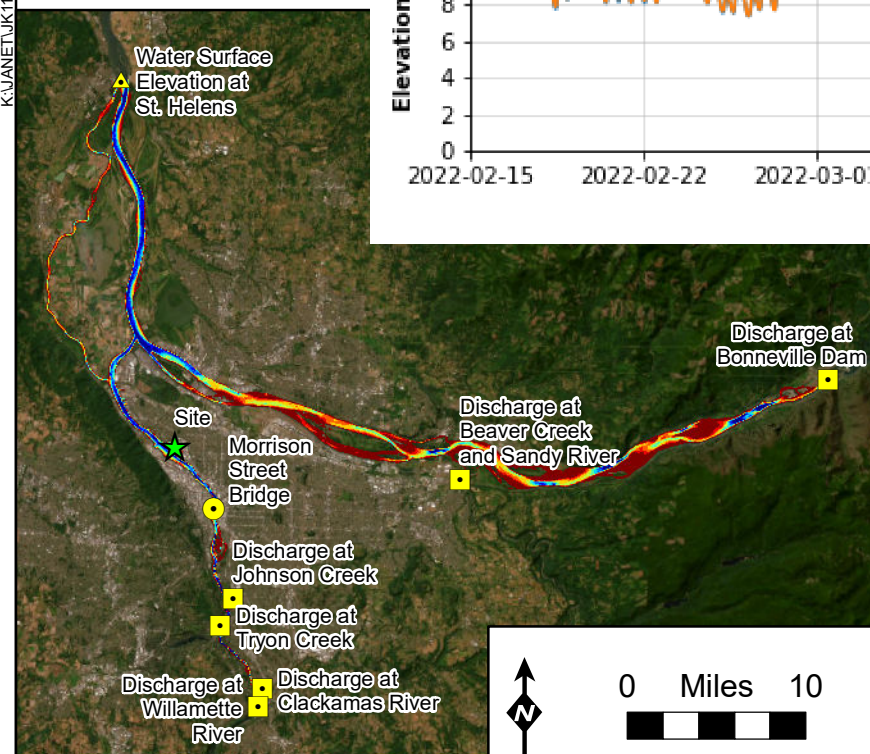 K:\JANET\JK11
Elevation
8
6
4
2
0
2022-02-15
2022-02-22
Water Surface
Elevation at
St. Helens
Discharge at
Bonneville Dam
Discharge at
Beaver Creek
and Sandy River
Site
Morrison
Street
Bridge
Discharge at
Johnson Creek
Discharge at
Tryon Creek
Discharge at
Clackamas River
Discharge at
Willamette
River
N
0 Miles 10